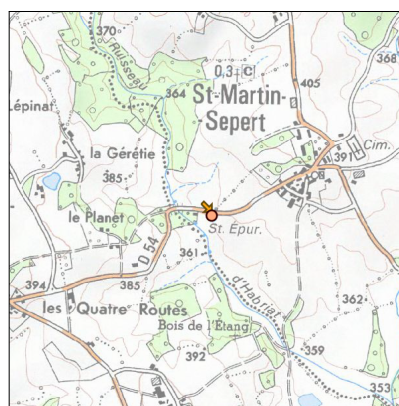 370
Ruisseau
368
0,3
C
364
405
St-Martin-
Sepert
Lépinat
Cim.
391
la Gérétie
385
le Planet
St. Épur.
D 54
361
d'Habrial
394
385
362
les Quatre Routes
Bois de l'Étang
392
359
353